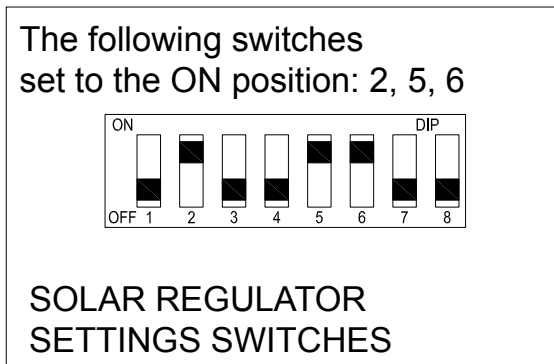 The following switches
set to the ON position: 2, 5, 6
ON DIP
OFF 1 2 3 4 5 6 7 8
SOLAR REGULATOR
SETTINGS SWITCHES